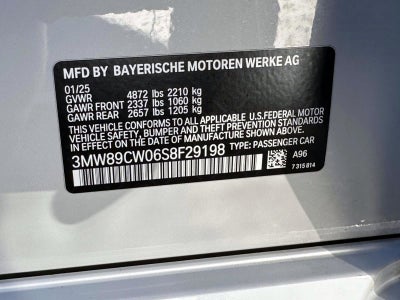 MFD BY BAYERISCHE MOTOREN WERKE AG
01/25
GVWR 4872 lbs 2210 kg
GAWR FRONT 2337 lbs 1060 kg
GAWR REAR 2657 lbs 1205 kg
THIS VEHICLE CONFORMS TO ALL APPLICABLE U.S.FEDERAL MOTOR
VEHICLE SAFETY, BUMPER, AND THEFT PREVENTION STANDARDS
IN EFFECT ON THE DATE OF MANUFACTURE SHOWN ABOVE.
3MW89CW06S8F29198 TYPE: PASSENGER CAR
A96
7 315 814